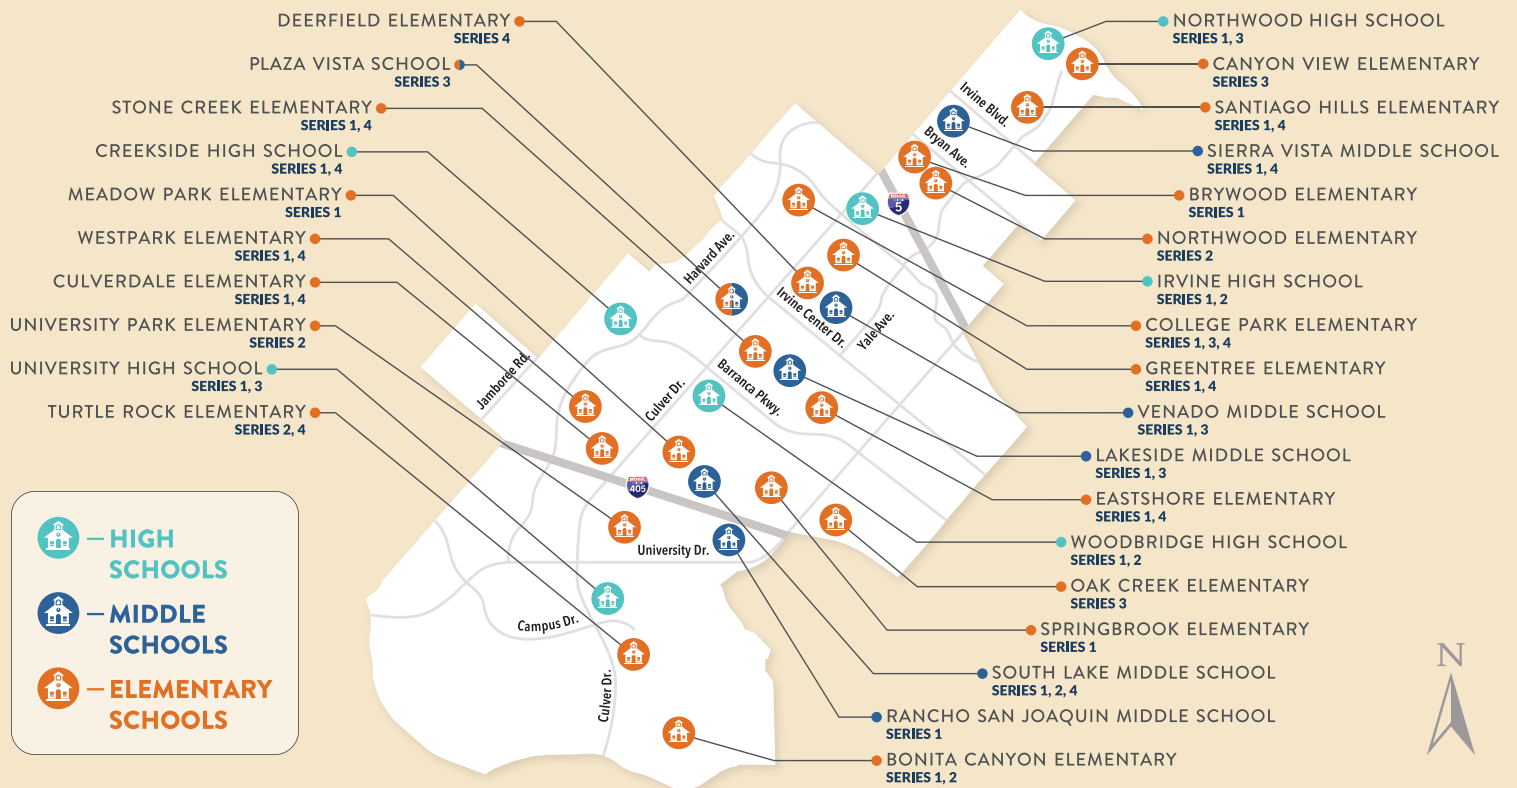 DEERFIELD ELEMENTARY
SERIES 4
PLAZA VISTA SCHOOL
SERIES 3
STONE CREEK ELEMENTARY
SERIES 1, 4
CREEKSIDE HIGH SCHOOL
SERIES 1, 4
MEADOW PARK ELEMENTARY
SERIES 1
WESTPARK ELEMENTARY
SERIES 1, 4
CULVERDALE ELEMENTARY
SERIES 1, 4
UNIVERSITY PARK ELEMENTARY
SERIES 2
UNIVERSITY HIGH SCHOOL
SERIES 1, 3
TURTLE ROCK ELEMENTARY
SERIES 2, 4
HIGH
SCHOOLS
MIDDLE
SCHOOLS
ELEMENTARY
SCHOOLS
Irvine Blvd.
Bryan Ave.
5
Harvard Ave.
Irvine Center Dr.
Yale Ave.
Jamboree Rd.
Culver Dr.
Barranca Pkwy.
405
University Dr.
Campus Dr.
Culver Dr.
NORTHWOOD HIGH SCHOOL
SERIES 1, 3
CANYON VIEW ELEMENTARY
SERIES 3
SANTIAGO HILLS ELEMENTARY
SERIES 1, 4
SIERRA VISTA MIDDLE SCHOOL
SERIES 1, 4
BRYWOOD ELEMENTARY
SERIES 1
NORTHWOOD ELEMENTARY
SERIES 2
IRVINE HIGH SCHOOL
SERIES 1, 2
COLLEGE PARK ELEMENTARY
SERIES 1, 3, 4
GREENTREE ELEMENTARY
SERIES 1, 4
VENADO MIDDLE SCHOOL
SERIES 1, 3
LAKESIDE MIDDLE SCHOOL
SERIES 1, 3
EASTSHORE ELEMENTARY
SERIES 1, 4
WOODBRIDGE HIGH SCHOOL
SERIES 1, 2
OAK CREEK ELEMENTARY
SERIES 3
SPRINGBROOK ELEMENTARY
SERIES 1
SOUTH LAKE MIDDLE SCHOOL
SERIES 1, 2, 4
RANCHO SAN JOAQUIN MIDDLE SCHOOL
SERIES 1
BONITA CANYON ELEMENTARY
SERIES 1, 2
N